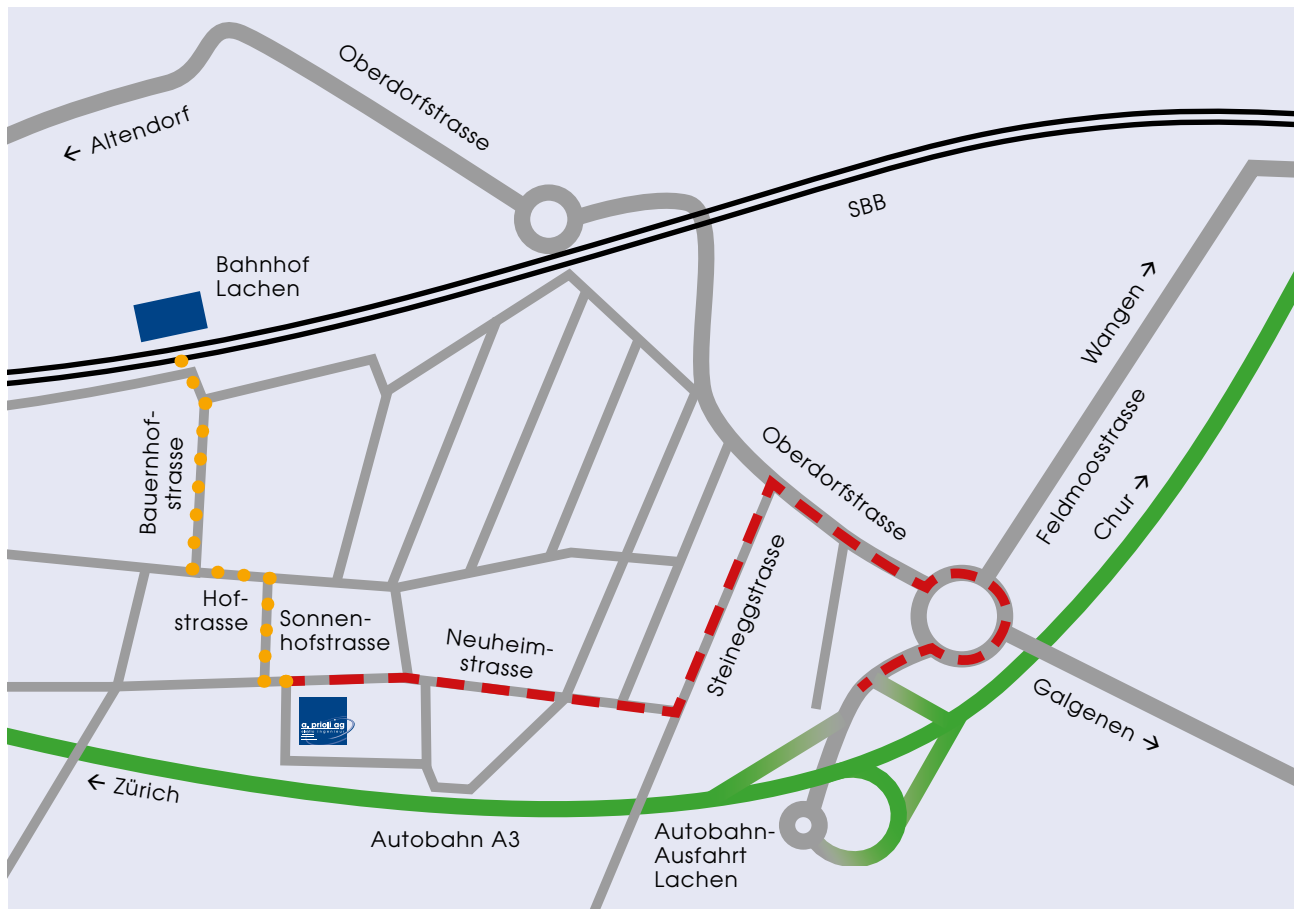 Oberdorfstrasse
← Altendorf
SBB
Bahnhof
Lachen
Wangen →
Feldmoosstrasse
Chur →
Oberdorfstrasse
Bauernhof-
strasse
Steineggstrasse
Hof-
strasse
Sonnen-
hofstrasse
Neuheim-
strasse
Galgenen →
a. prioli ag
← Zürich
Autobahn A3
Autobahn-
Ausfahrt
Lachen